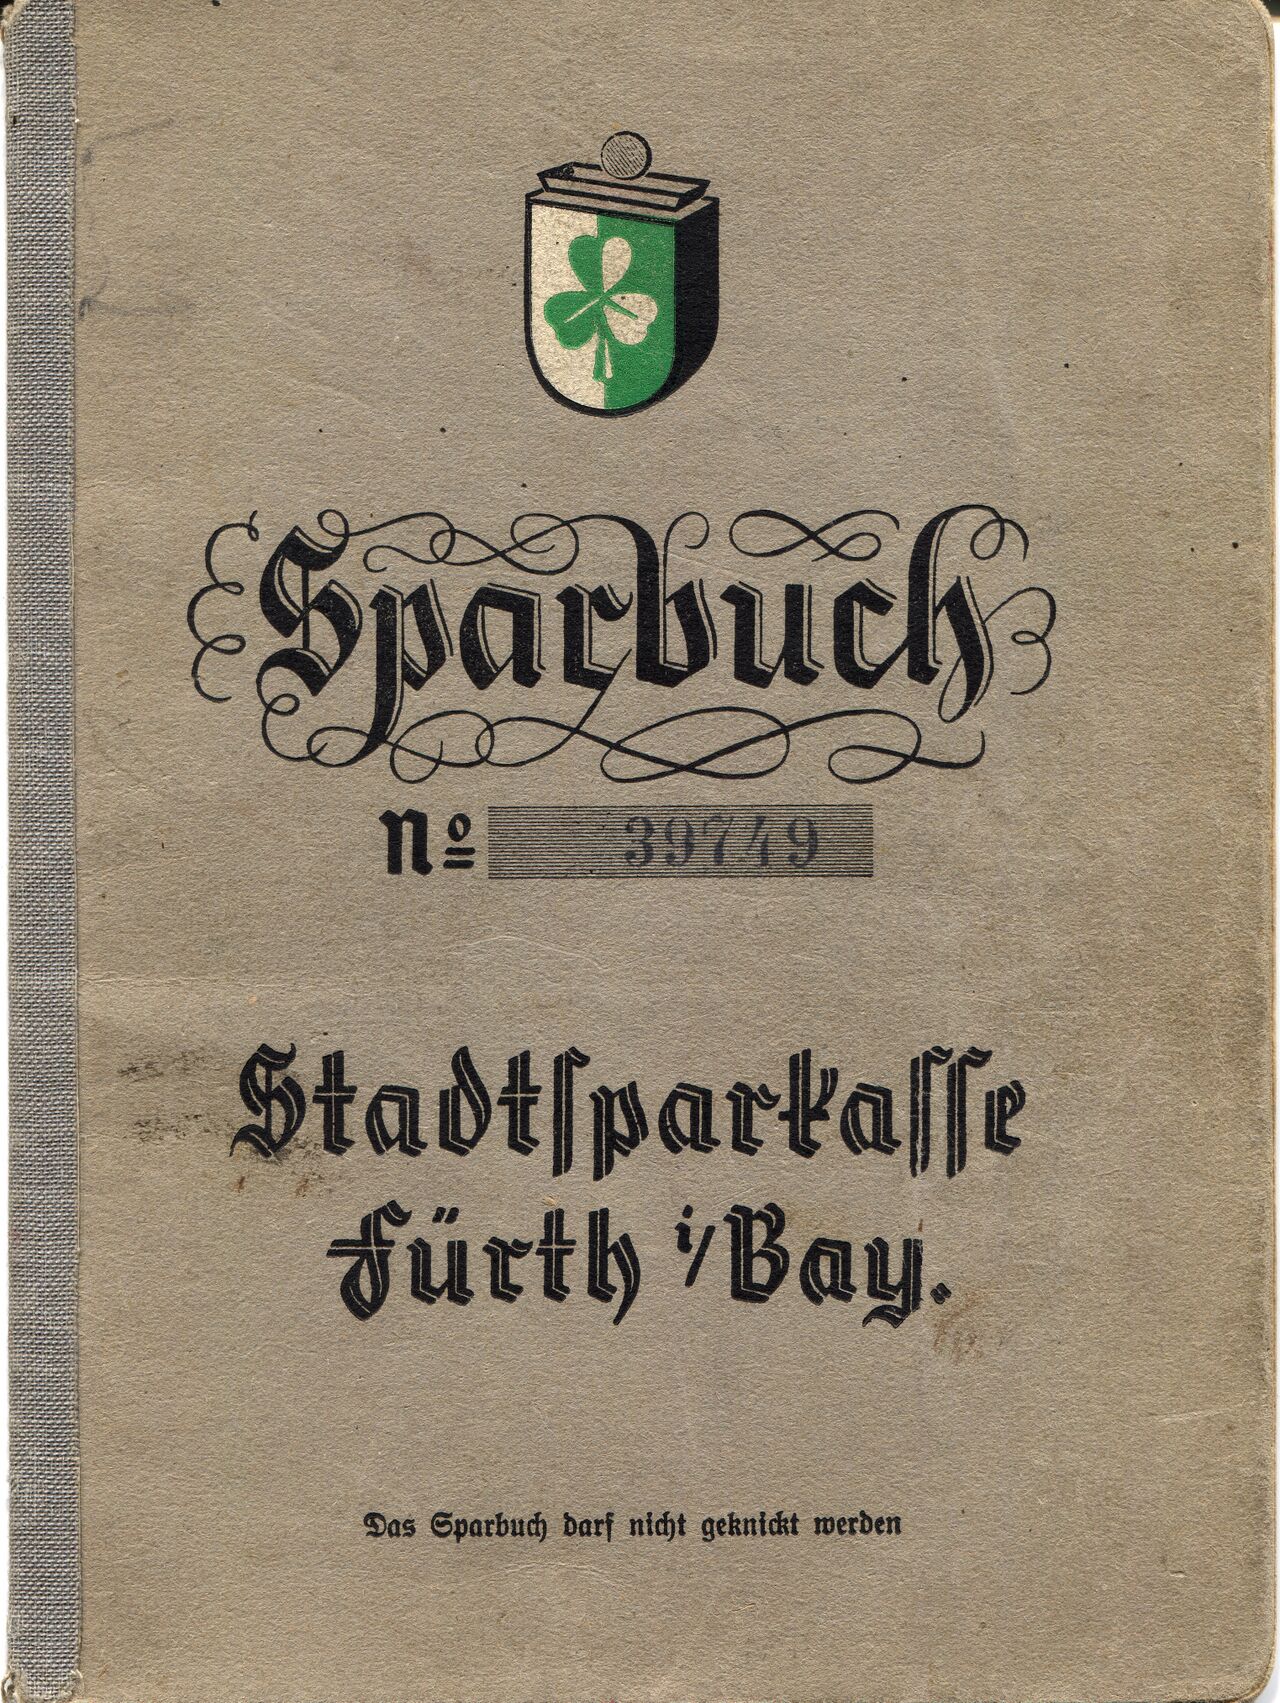 Sparbuch
No 39749
Stadtsparkasse
Fürth i/Bay.
Das Sparbuch darf nicht geknickt werden